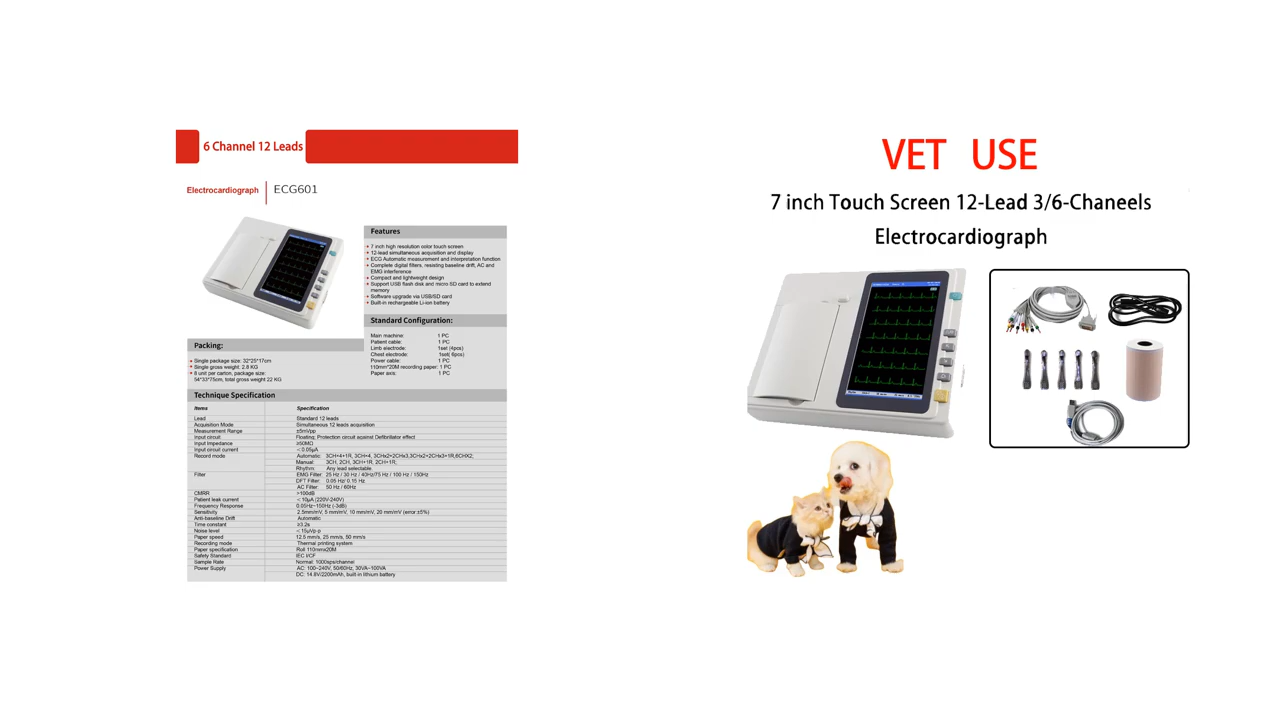 6 Channel 12 Leads
Electrocardiograph
ECG601
Features
7 inch high resolution color touch screen
12-lead simultaneous acquisition and display
ECG Automatic measurement and interpretation function
Complete digital filters, resisting baseline drift, AC and
EMG interference
Compact and lightweight design
Support USB flash disk and micro SD card to extend
memory
Software upgrade via USB/SD card
Built-in rechargeable Li-ion battery
Standard Configuration:
Main machine: 1 PC
Patient cable: 1 PC
Limb electrode: 1set (4pcs)
Chest electrode: 1set( 6pcs)
Power cable: 1 PC
110mm*20M recording paper: 1 PC
Paper axis: 1 PC
Packing:
Single package size: 32*25*17cm
Single gross weight: 2.8 KG
8 unit per carton, package size:
54*33*75cm, total gross weight 22 KG
Technique Specification
Items Specification
Lead Standard 12 leads
Acquisition Mode Simultaneous 12 leads acqusition
Measurement Range ±5mVpp
Input circuit Floating; Protection circuit against Defibrillator effect
Input Impedance ≥50MΩ
Input circuit current <0.05μA
Record mode Automatic: 3CH×4+1R, 3CH×4, 3CHx2+2CHx3,3CHx2+2CHx3+1R,6CHX2;
Manual: 3CH, 2CH, 3CH+1R, 2CH+1R;
Rhythm: Any lead selectable.
Filter EMG Filter: 25 Hz / 30 Hz / 40Hz/75 Hz / 100 Hz / 150Hz
DFT Filter: 0.05 Hz/ 0.15 Hz
AC Filter: 50 Hz / 60Hz
CMRR >100dB
Patient leak current <10μA (220V-240V)
Frequency Response 0.05Hz~150Hz (-3dB)
Sensitivity 2.5mm/mV, 5 mm/mV, 10 mm/mV, 20 mm/mV (error:±5%)
Anti-baseline Drift Automatic
Time constant ≥3.2s
Noise level <15μVp-p
Paper speed 12.5 mm/s, 25 mm/s, 50 mm/s
Recording mode Thermal printing system
Paper specification Roll 110mmx20M
Safety Standard IEC I/CF
Sample Rate Normal: 1000sps/channel
Power Supply AC: 100~240V, 50/60Hz, 30VA~100VA
DC: 14.8V/2200mAh, built-in lithium battery
VET USE
7 inch Touch Screen 12-Lead 3/6-Chaneels
Electrocardiograph